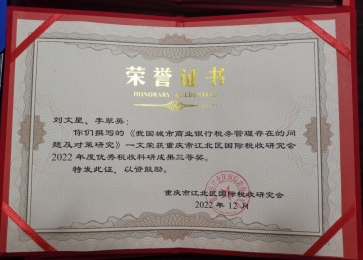 荣誉证书
刘文星、李翠英：
你们撰写的《我国城市商业银行税务管理存在的问
题及对策研究》一文荣获重庆市江北区国际税收研究会
2022年度优秀税收科研成果三等奖。
特发此证，以资鼓励。
重庆市江北区国际税收研究会
2022年12月